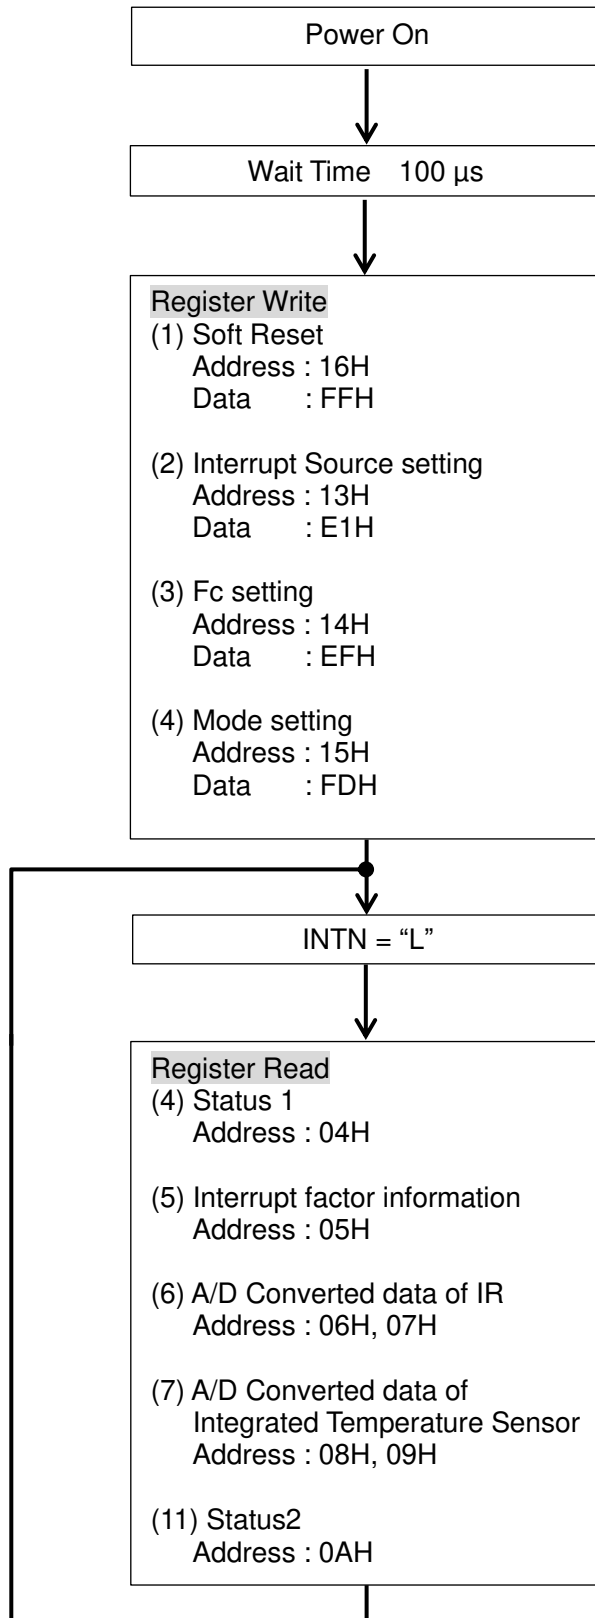 Power On
Wait Time 100 µs
Register Write
(1) Soft Reset
Address : 16H
Data : FFH
(2) Interrupt Source setting
Address : 13H
Data : E1H
(3) Fc setting
Address : 14H
Data : EFH
(4) Mode setting
Address : 15H
Data : FDH
INTN = “L”
Register Read
(4) Status 1
Address : 04H
(5) Interrupt factor information
Address : 05H
(6) A/D Converted data of IR
Address : 06H, 07H
(7) A/D Converted data of
Integrated Temperature Sensor
Address : 08H, 09H
(11) Status2
Address : 0AH